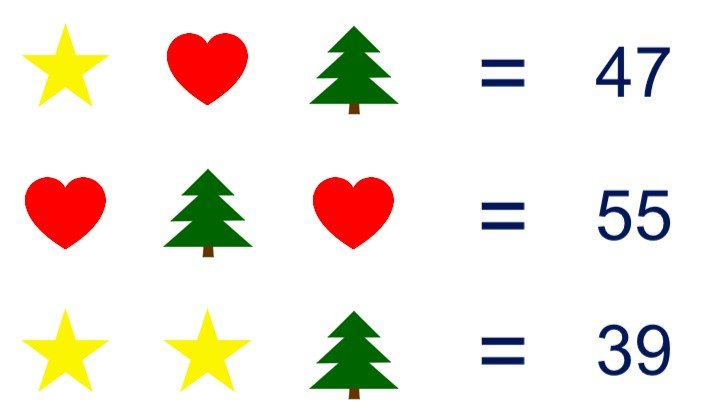 = 47
= 55
= 39